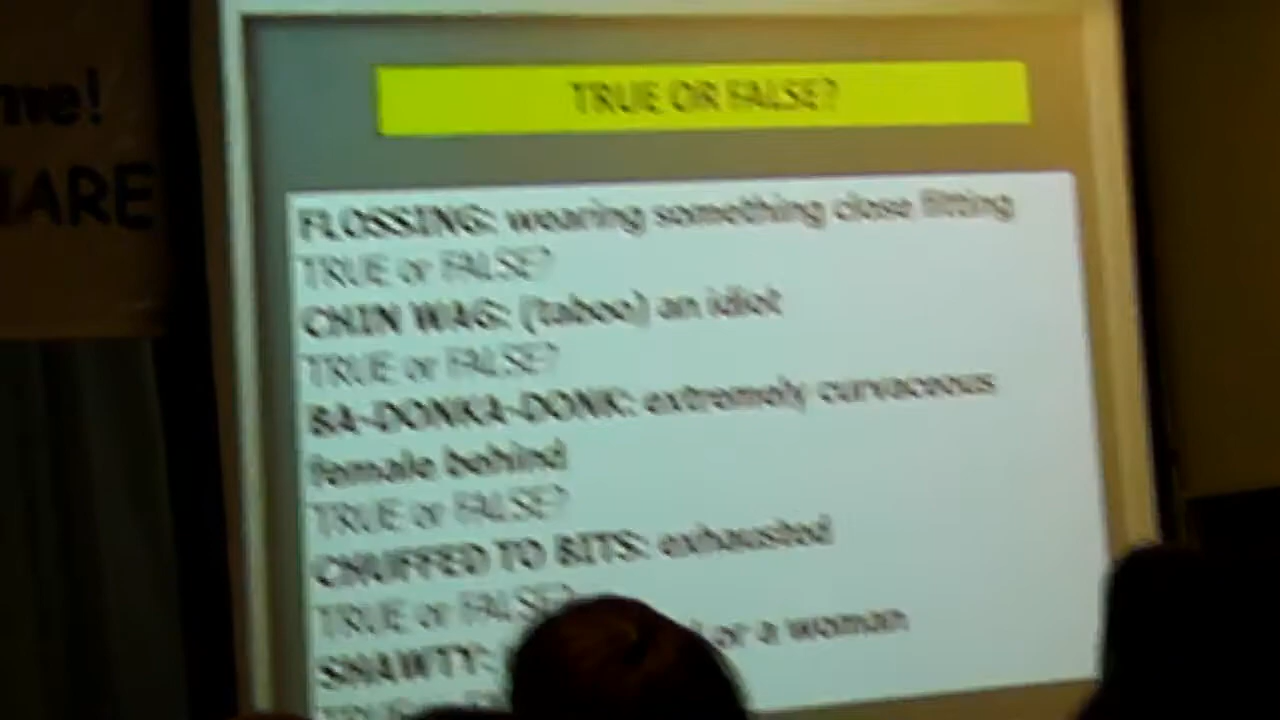 me!
TRUE OR FALSE?
FLOSSING: wearing something close fitting
TRUE or FALSE?
CHIN WAG: (taboo) an idiot
TRUE or FALSE?
BA-DONKA-DONK: extremely curvaceous
female behind
TRUE or FALSE?
CHUFFED TO BITS: exhausted
TRUE or FALSE?
SHAWTY: or a woman